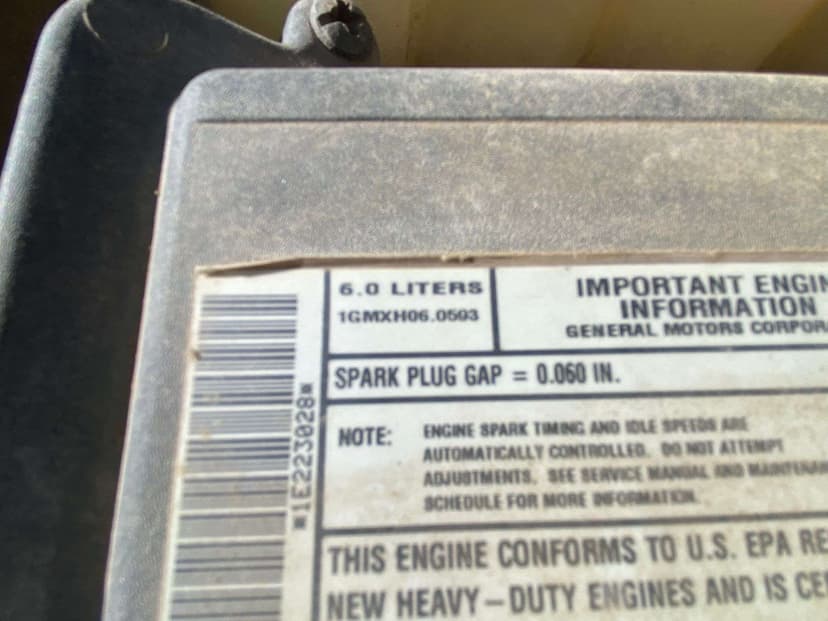 6.0 LITERS
1GMXH06.0503
IMPORTANT ENGIN
INFORMATION
GENERAL MOTORS CORPORA
SPARK PLUG GAP = 0.060 IN.
NOTE: ENGINE SPARK TIMING AND IDLE SPEEDS ARE
AUTOMATICALLY CONTROLLED. DO NOT ATTEMPT
ADJUSTMENTS. SEE SERVICE MANUAL AND MAINTENAN
SCHEDULE FOR MORE INFORMATION.
THIS ENGINE CONFORMS TO U.S. EPA RE
NEW HEAVY-DUTY ENGINES AND IS CE
*1E223028*